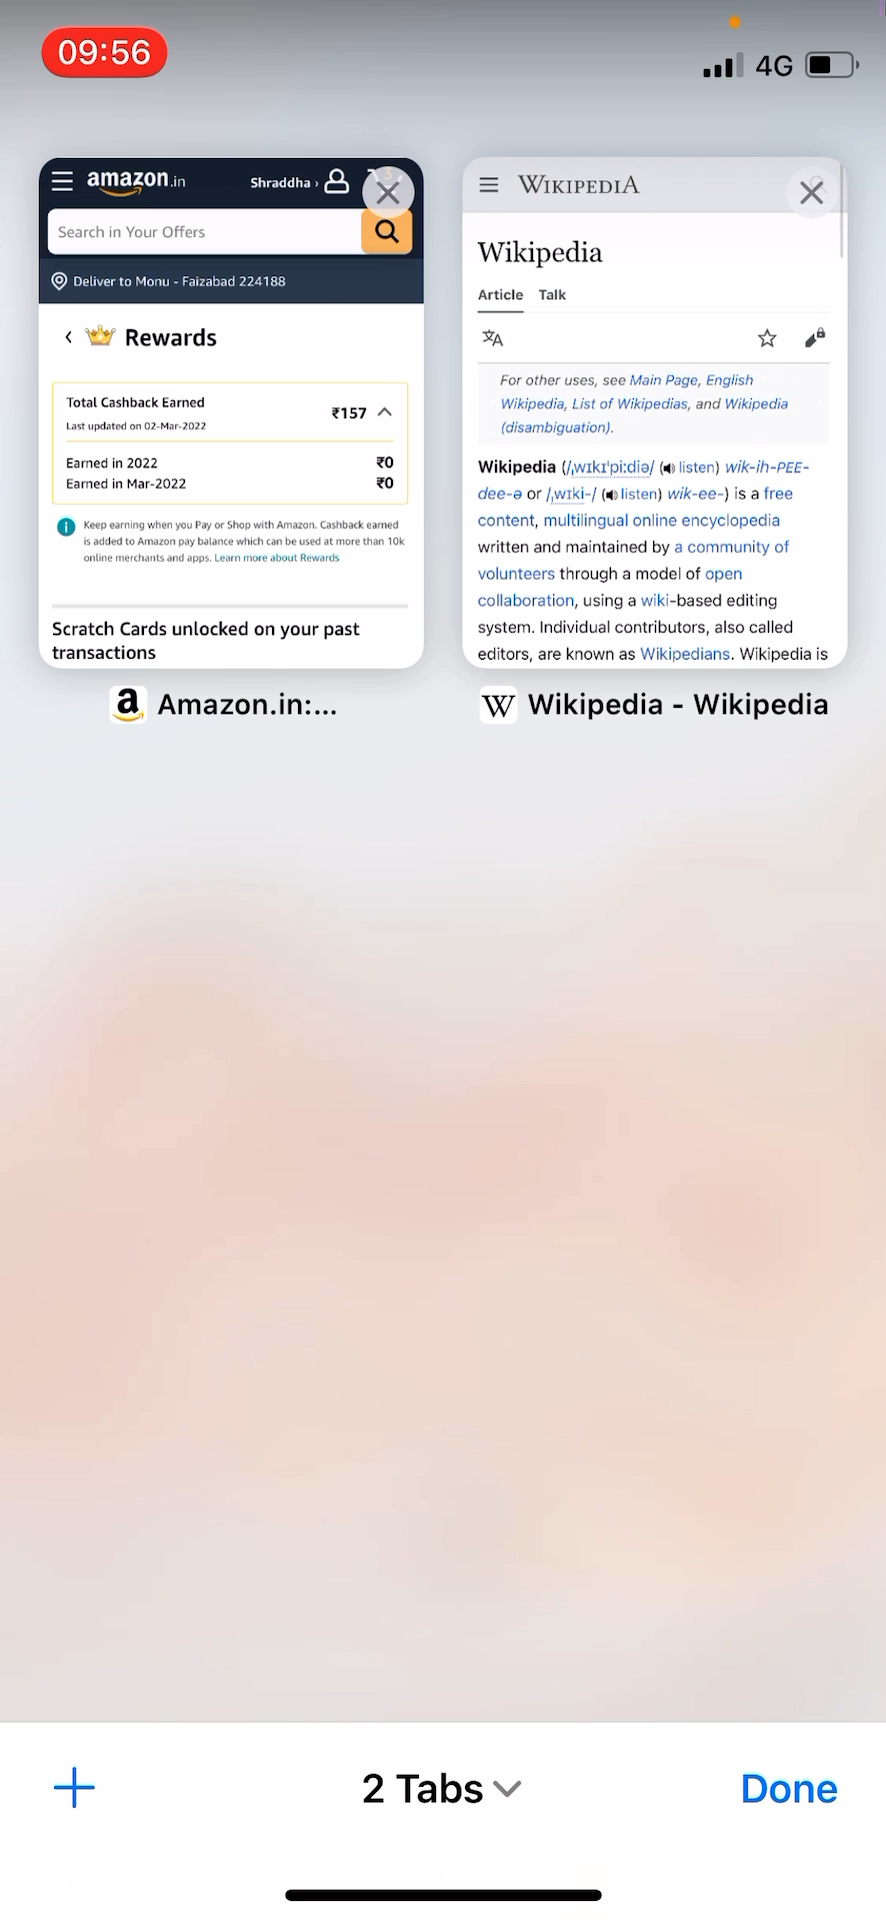 09:56
4G
amazon.in
Shraddha ›
Search in Your Offers
Deliver to Monu - Faizabad 224188
Rewards
Total Cashback Earned
₹157
Last updated on 02-Mar-2022
Earned in 2022 ₹0
Earned in Mar-2022 ₹0
Keep earning when you Pay or Shop with Amazon. Cashback earned
is added to Amazon pay balance which can be used at more than 10k
online merchants and apps. Learn more about Rewards
Scratch Cards unlocked on your past
transactions
Amazon.in:...
WIKIPEDIA
Wikipedia
Article Talk
For other uses, see Main Page, English
Wikipedia, List of Wikipedias, and Wikipedia
(disambiguation).
Wikipedia (/ˌwɪkɪˈpiːdiə/ (listen) wik-ih-PEE-
dee-ə or /ˌwɪki-/ (listen) wik-ee-) is a free
content, multilingual online encyclopedia
written and maintained by a community of
volunteers through a model of open
collaboration, using a wiki-based editing
system. Individual contributors, also called
editors, are known as Wikipedians. Wikipedia is
Wikipedia - Wikipedia
2 Tabs
Done